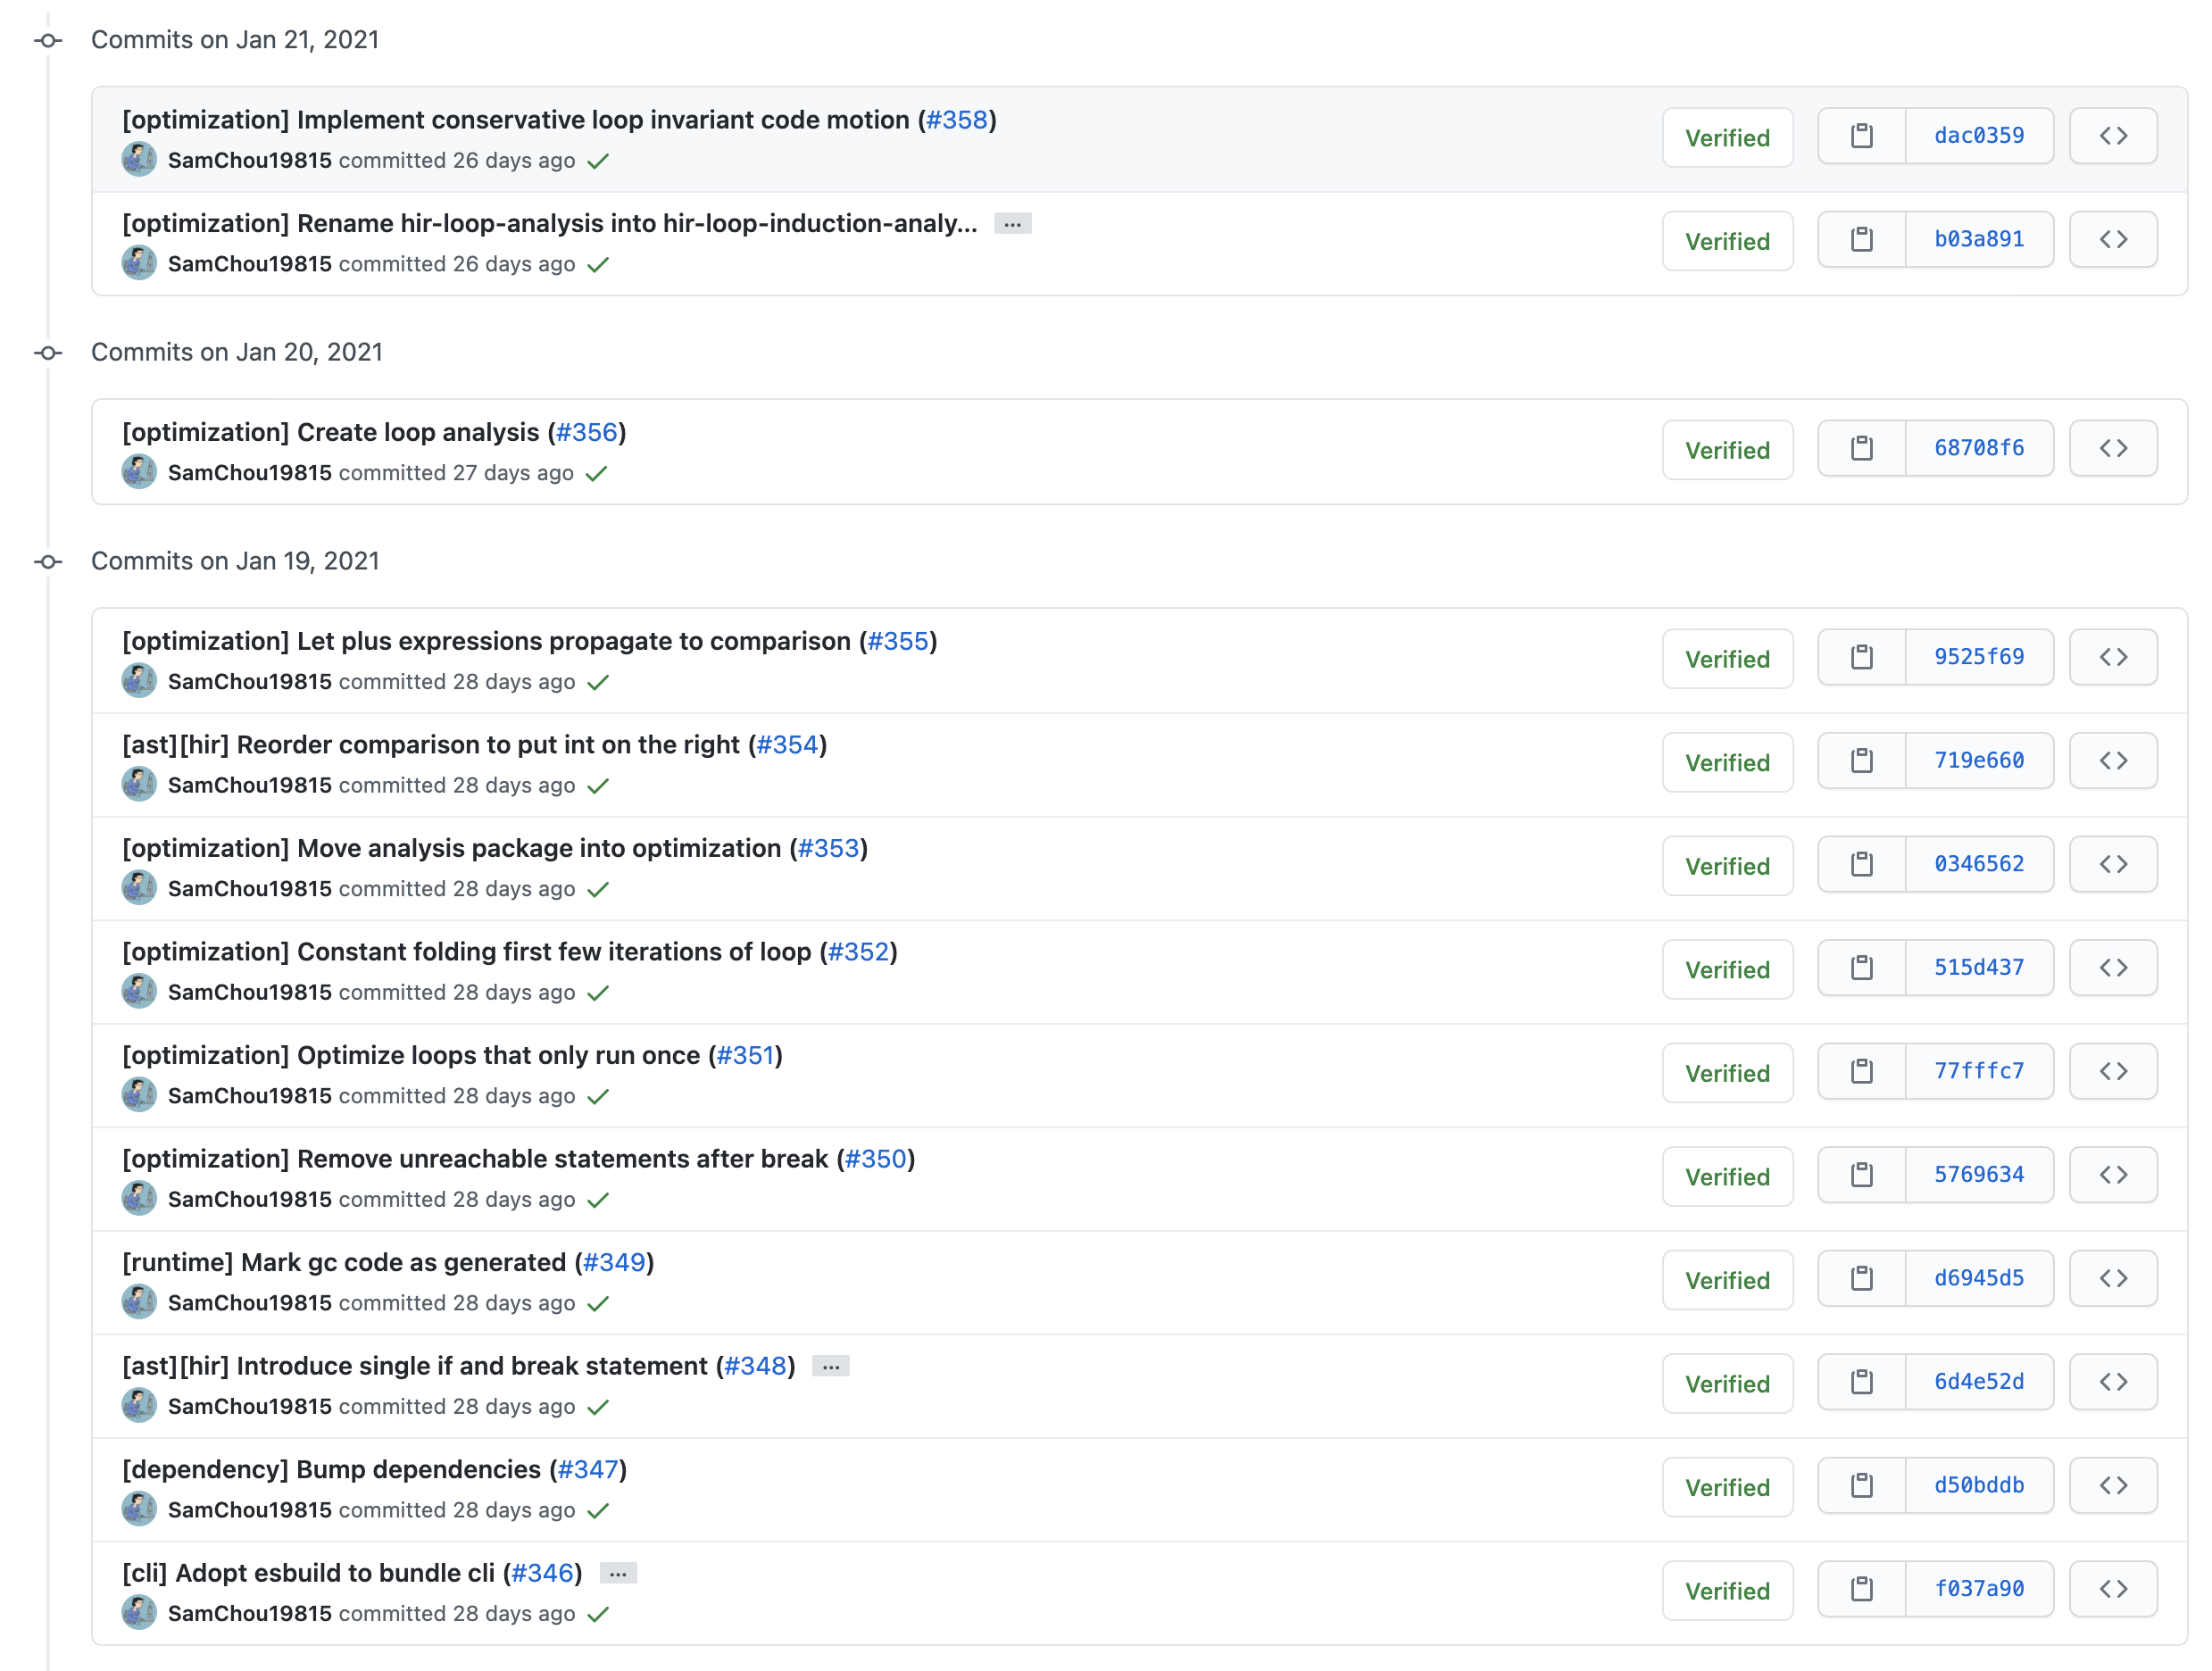 Commits on Jan 21, 2021
[optimization] Implement conservative loop invariant code motion (#358)
Verified
dac0359
SamChou19815 committed 26 days ago
[optimization] Rename hir-loop-analysis into hir-loop-induction-analy... ...
Verified
b03a891
SamChou19815 committed 26 days ago
Commits on Jan 20, 2021
[optimization] Create loop analysis (#356)
Verified
68708f6
SamChou19815 committed 27 days ago
Commits on Jan 19, 2021
[optimization] Let plus expressions propagate to comparison (#355)
Verified
9525f69
SamChou19815 committed 28 days ago
[ast][hir] Reorder comparison to put int on the right (#354)
Verified
719e660
SamChou19815 committed 28 days ago
[optimization] Move analysis package into optimization (#353)
Verified
0346562
SamChou19815 committed 28 days ago
[optimization] Constant folding first few iterations of loop (#352)
Verified
515d437
SamChou19815 committed 28 days ago
[optimization] Optimize loops that only run once (#351)
Verified
77fffc7
SamChou19815 committed 28 days ago
[optimization] Remove unreachable statements after break (#350)
Verified
5769634
SamChou19815 committed 28 days ago
[runtime] Mark gc code as generated (#349)
Verified
d6945d5
SamChou19815 committed 28 days ago
[ast][hir] Introduce single if and break statement (#348) ...
Verified
6d4e52d
SamChou19815 committed 28 days ago
[dependency] Bump dependencies (#347)
Verified
d50bddb
SamChou19815 committed 28 days ago
[cli] Adopt esbuild to bundle cli (#346) ...
Verified
f037a90
SamChou19815 committed 28 days ago